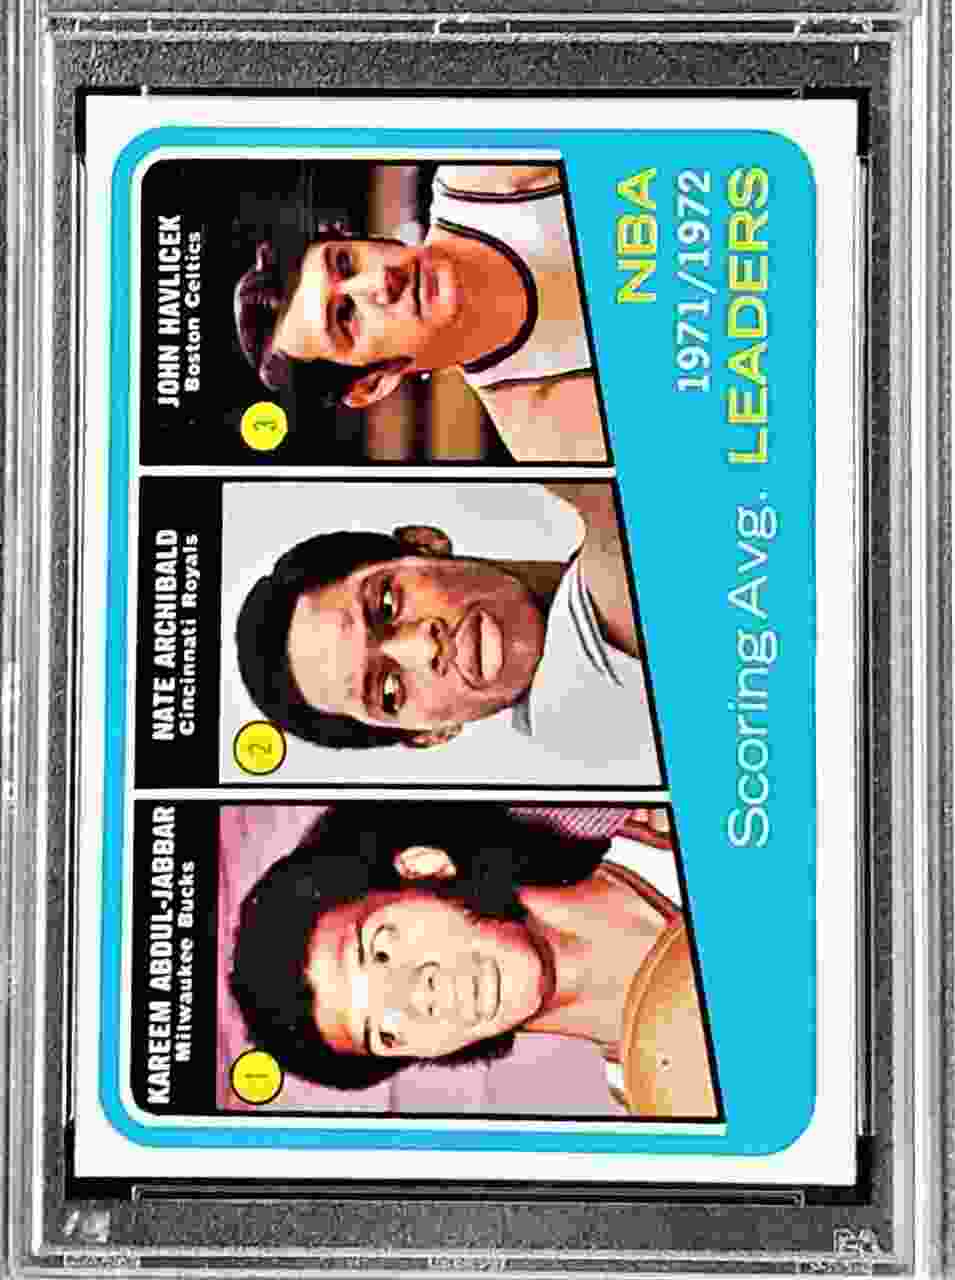 KAREEM ABDUL-JABBAR
Milwaukee Bucks
1
NATE ARCHIBALD
Cincinnati Royals
2
JOHN HAVLICEK
Boston Celtics
3
NBA
1971/1972
Scoring Avg. LEADERS